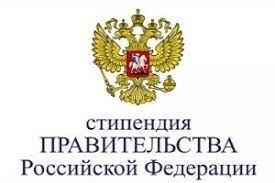 стипендия
ПРАВИТЕЛЬСТВА
Российской Федерации